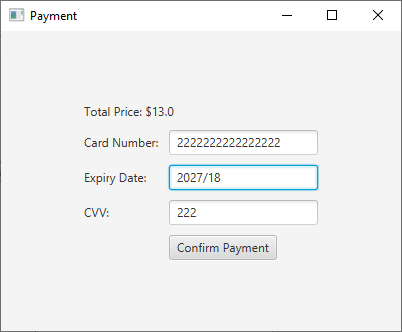 Payment
Total Price: $13.0
Card Number: 2222222222222222
Expiry Date: 2027/18
CVV: 222
Confirm Payment